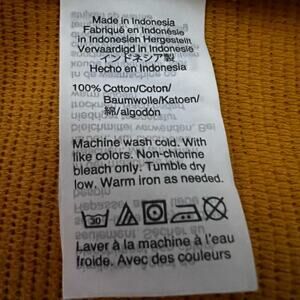 Made in Indonesia
Fabriqué en Indonésie
in Indonesien Hergestellt
Vervaardigd in Indonesie
インドネシア製
Hecho en Indonesia
100% Cotton/Coton/
Baumwolle/Katoen/
綿/algodón
Machine wash cold. With
like colors. Non-chlorine
bleach only. Tumble dry
low. Warm iron as needed.
30
Laver à la machine à l'eau
froide. Avec des couleurs